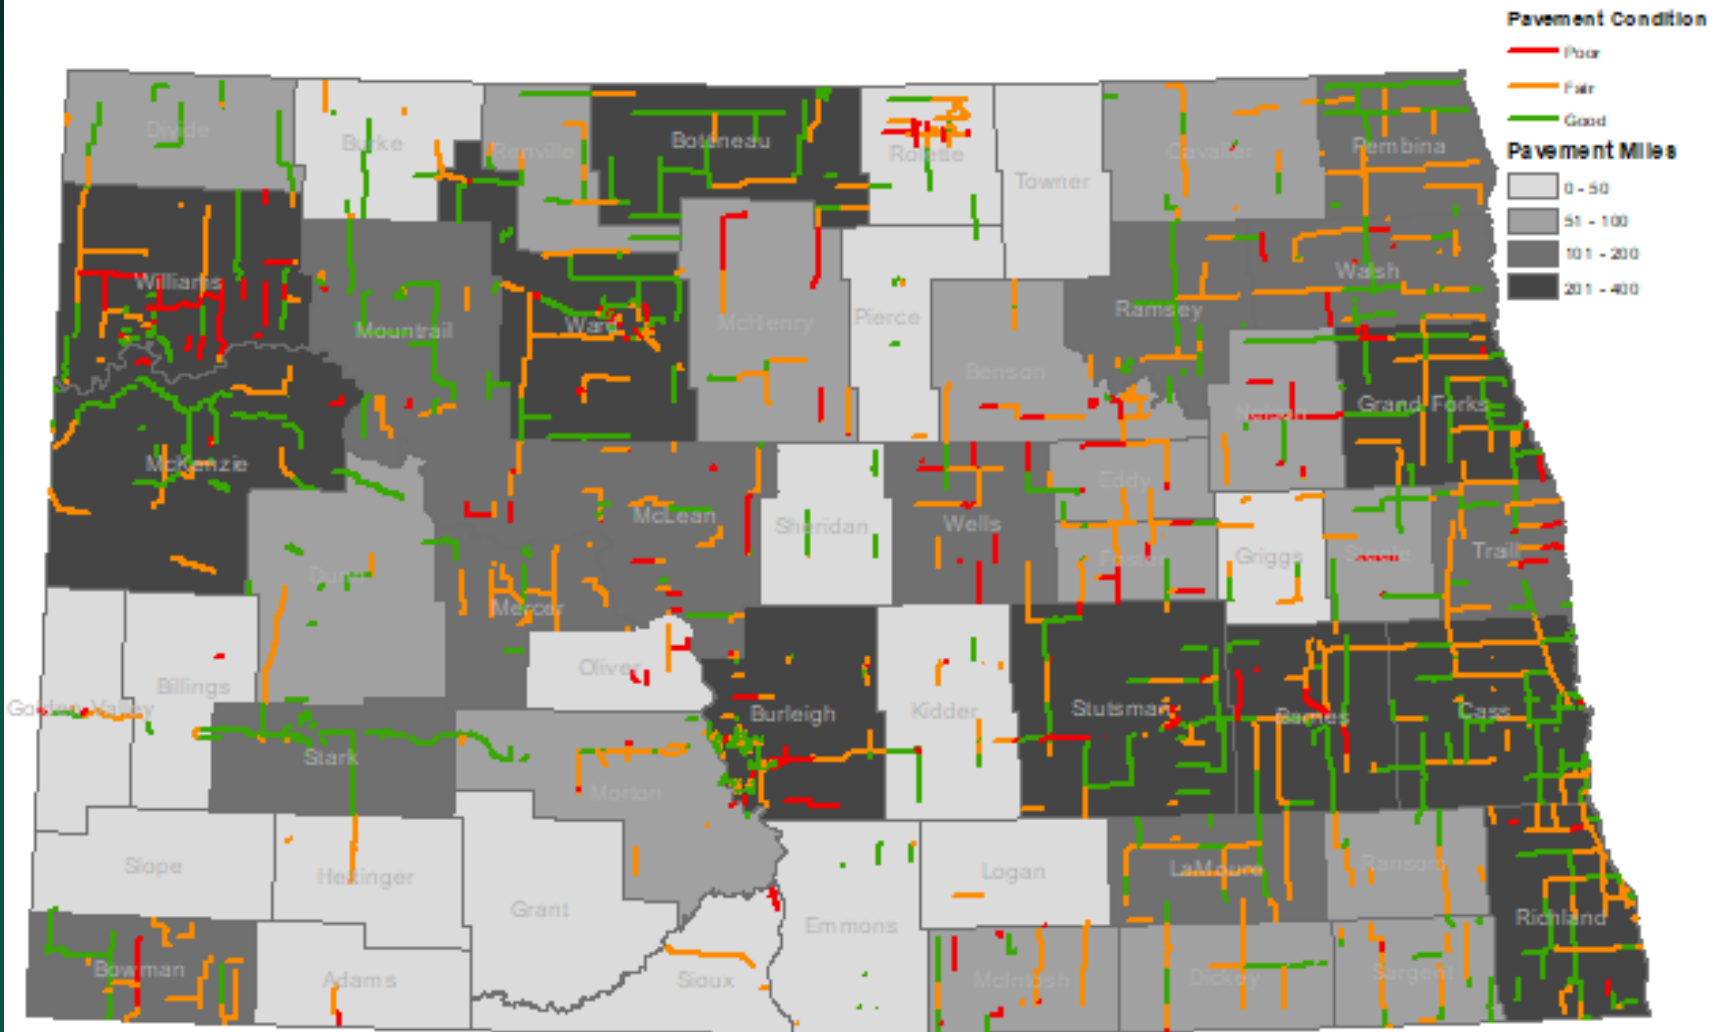 Pavement Condition
Poor
Fair
Good
Pavement Miles
0 - 50
51 - 100
101 - 200
201 - 400
Divide
Burke
Renville
Bottineau
Rolette
Towner
Cavalier
Pembina
Williams
Mountrail
Ward
McHenry
Pierce
Benson
Ramsey
Walsh
Nelson
Grand Forks
McKenzie
McLean
Sheridan
Wells
Eddy
Foster
Griggs
Steele
Traill
Dunn
Mercer
Oliver
Golden Valley
Billings
Stark
Morton
Burleigh
Kidder
Stutsman
Barnes
Cass
Slope
Hettinger
Grant
Emmons
Logan
LaMoure
Ransom
Richland
Bowman
Adams
Sioux
McIntosh
Dickey
Sargent